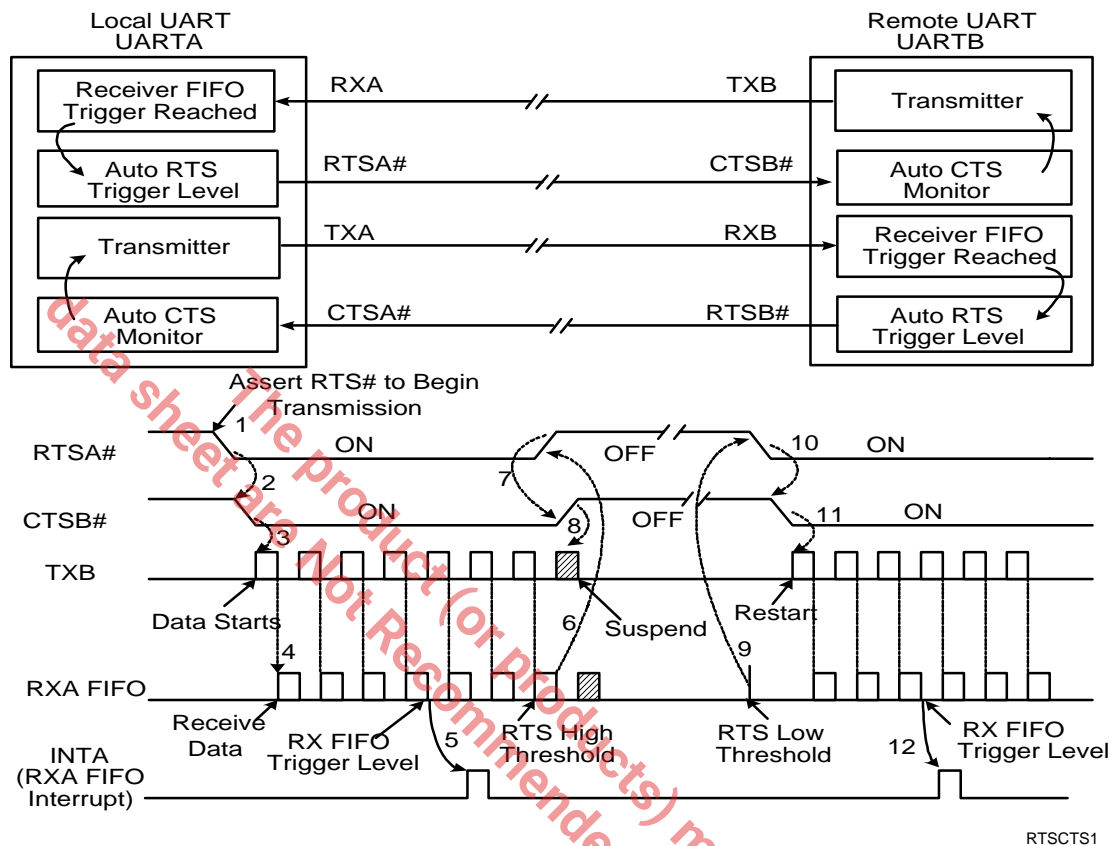 Local UART
UARTA
Remote UART
UARTB
Receiver FIFO
Trigger Reached
RXA
TXB
Transmitter
Auto RTS
Trigger Level
RTSA#
CTSB#
Auto CTS
Monitor
Transmitter
TXA
RXB
Receiver FIFO
Trigger Reached
Auto CTS
Monitor
CTSA#
RTSB#
Auto RTS
Trigger Level
Assert RTS# to Begin
Transmission
RTSA#
1
ON
OFF
10
ON
2
7
CTSB#
ON
8
OFF
11
ON
3
TXB
Data Starts
Suspend
Restart
6
4
9
RXA FIFO
Receive
Data
RX FIFO
Trigger Level
5
RTS High
Threshold
RTS Low
Threshold
12
RX FIFO
Trigger Level
INTA
(RXA FIFO
Interrupt)
RTSCTS1
The product (or products) m
data sheet are Not Recommende